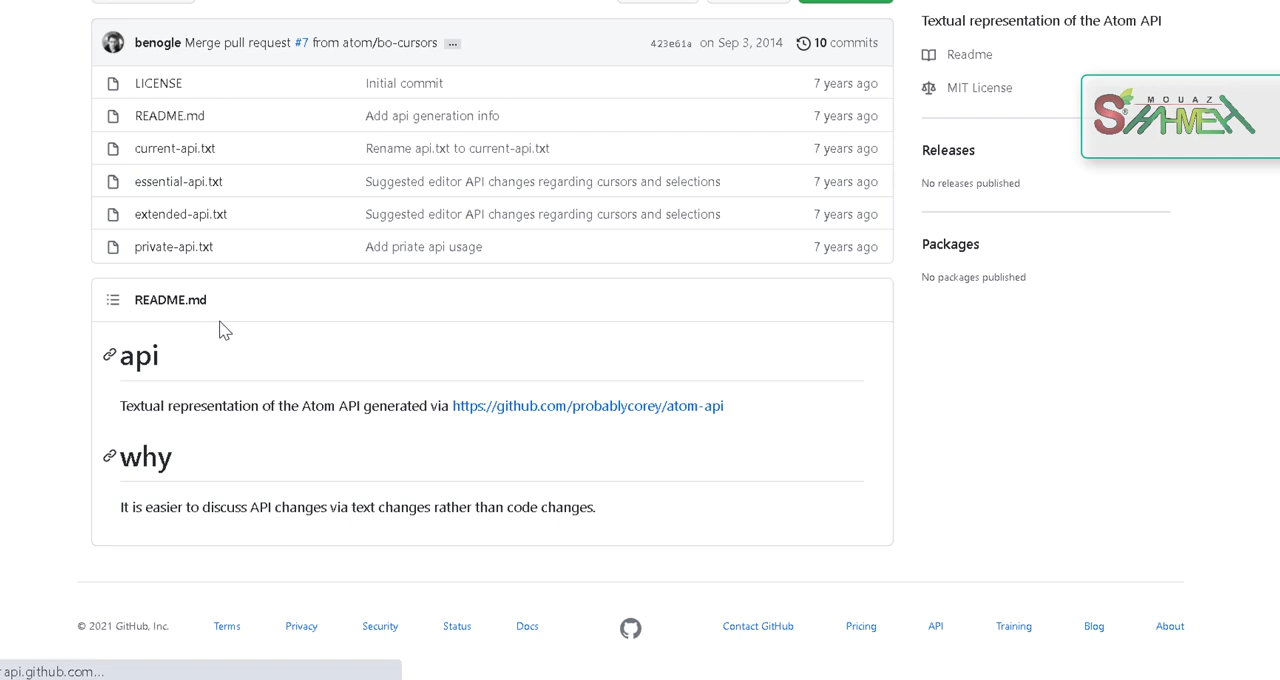 benogle Merge pull request #7 from atom/bo-cursors ...
423e61a on Sep 3, 2014 10 commits
LICENSE Initial commit 7 years ago
README.md Add api generation info 7 years ago
current-api.txt Rename api.txt to current-api.txt 7 years ago
essential-api.txt Suggested editor API changes regarding cursors and selections 7 years ago
extended-api.txt Suggested editor API changes regarding cursors and selections 7 years ago
private-api.txt Add priate api usage 7 years ago
README.md
api
Textual representation of the Atom API generated via https://github.com/probablycorey/atom-api
why
It is easier to discuss API changes via text changes rather than code changes.
Textual representation of the Atom API
Readme
MIT License
MOUAZ
SHAHMEH
Releases
No releases published
Packages
No packages published
© 2021 GitHub, Inc. Terms Privacy Security Status Docs Contact GitHub Pricing API Training Blog About
api.github.com...